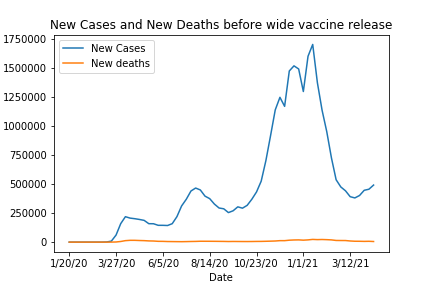 New Cases and New Deaths before wide vaccine release
New Cases
New deaths
1750000
1500000
1250000
1000000
750000
500000
250000
0
1/20/20 3/27/20 6/5/20 8/14/20 10/23/20 1/1/21 3/12/21
Date